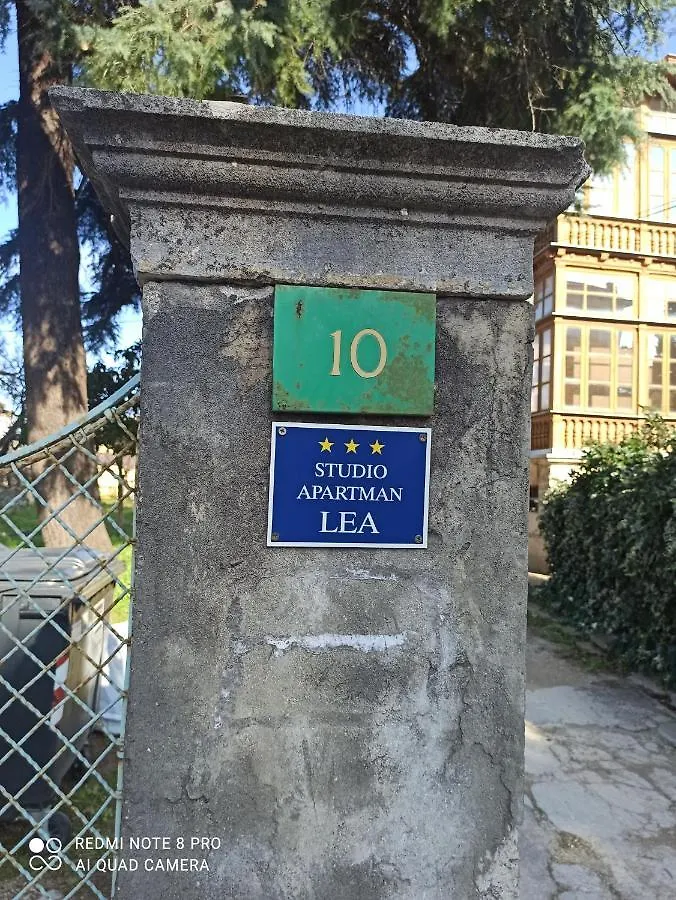 10
STUDIO
APARTMAN
LEA
REDMI NOTE 8 PRO
AI QUAD CAMERA